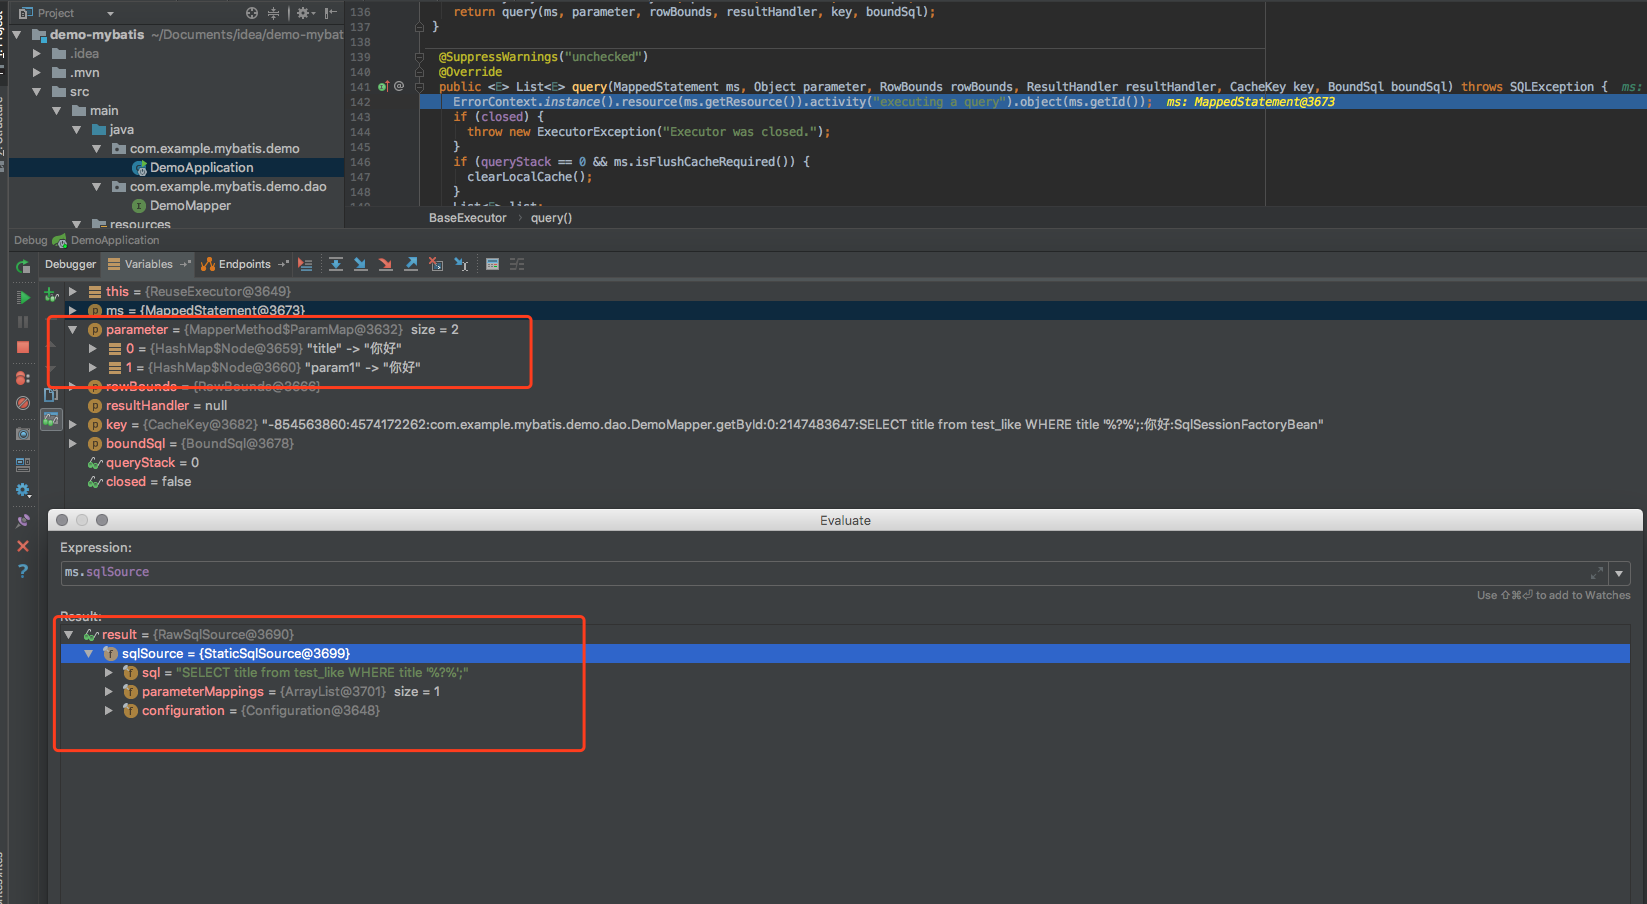 Project
136 return query(ms, parameter, rowBounds, resultHandler, key, boundSql);
demo-mybatis ~/Documents/idea/demo-mybat
137 }
.idea
138
.mvn
139 @SuppressWarnings("unchecked")
src
140 @Override
141 @ public <E> List<E> query(MappedStatement ms, Object parameter, RowBounds rowBounds, ResultHandler resultHandler, CacheKey key, BoundSql boundSql) throws SQLException { ms:
main
142 ErrorContext.instance().resource(ms.getResource()).activity("executing a query").object(ms.getId()); ms: MappedStatement@3673
java
143 if (closed) {
144 throw new ExecutorException("Executor was closed.");
com.example.mybatis.demo
145 }
DemoApplication
146 if (queryStack == 0 && ms.isFlushCacheRequired()) {
147 clearLocalCache();
com.example.mybatis.demo.dao
148 }
DemoMapper
149 List<E> list;
resources
BaseExecutor › query()
Debug DemoApplication
Debugger Variables Endpoints
this = {ReuseExecutor@3649}
ms = {MappedStatement@3673}
parameter = {MapperMethod$ParamMap@3632} size = 2
0 = {HashMap$Node@3659} "title" -> "你好"
1 = {HashMap$Node@3660} "param1" -> "你好"
rowBounds = {RowBounds@3666}
resultHandler = null
key = {CacheKey@3682} "-854563860:4574172262:com.example.mybatis.demo.dao.DemoMapper.getById:0:2147483647:SELECT title from test_like WHERE title '%?%';:你好:SqlSessionFactoryBean"
boundSql = {BoundSql@3678}
queryStack = 0
closed = false
Evaluate
Expression:
ms.sqlSource
Use ⇧⌘⏎ to add to Watches
Result:
result = {RawSqlSource@3690}
sqlSource = {StaticSqlSource@3699}
sql = "SELECT title from test_like WHERE title '%?%';"
parameterMappings = {ArrayList@3701} size = 1
configuration = {Configuration@3648}